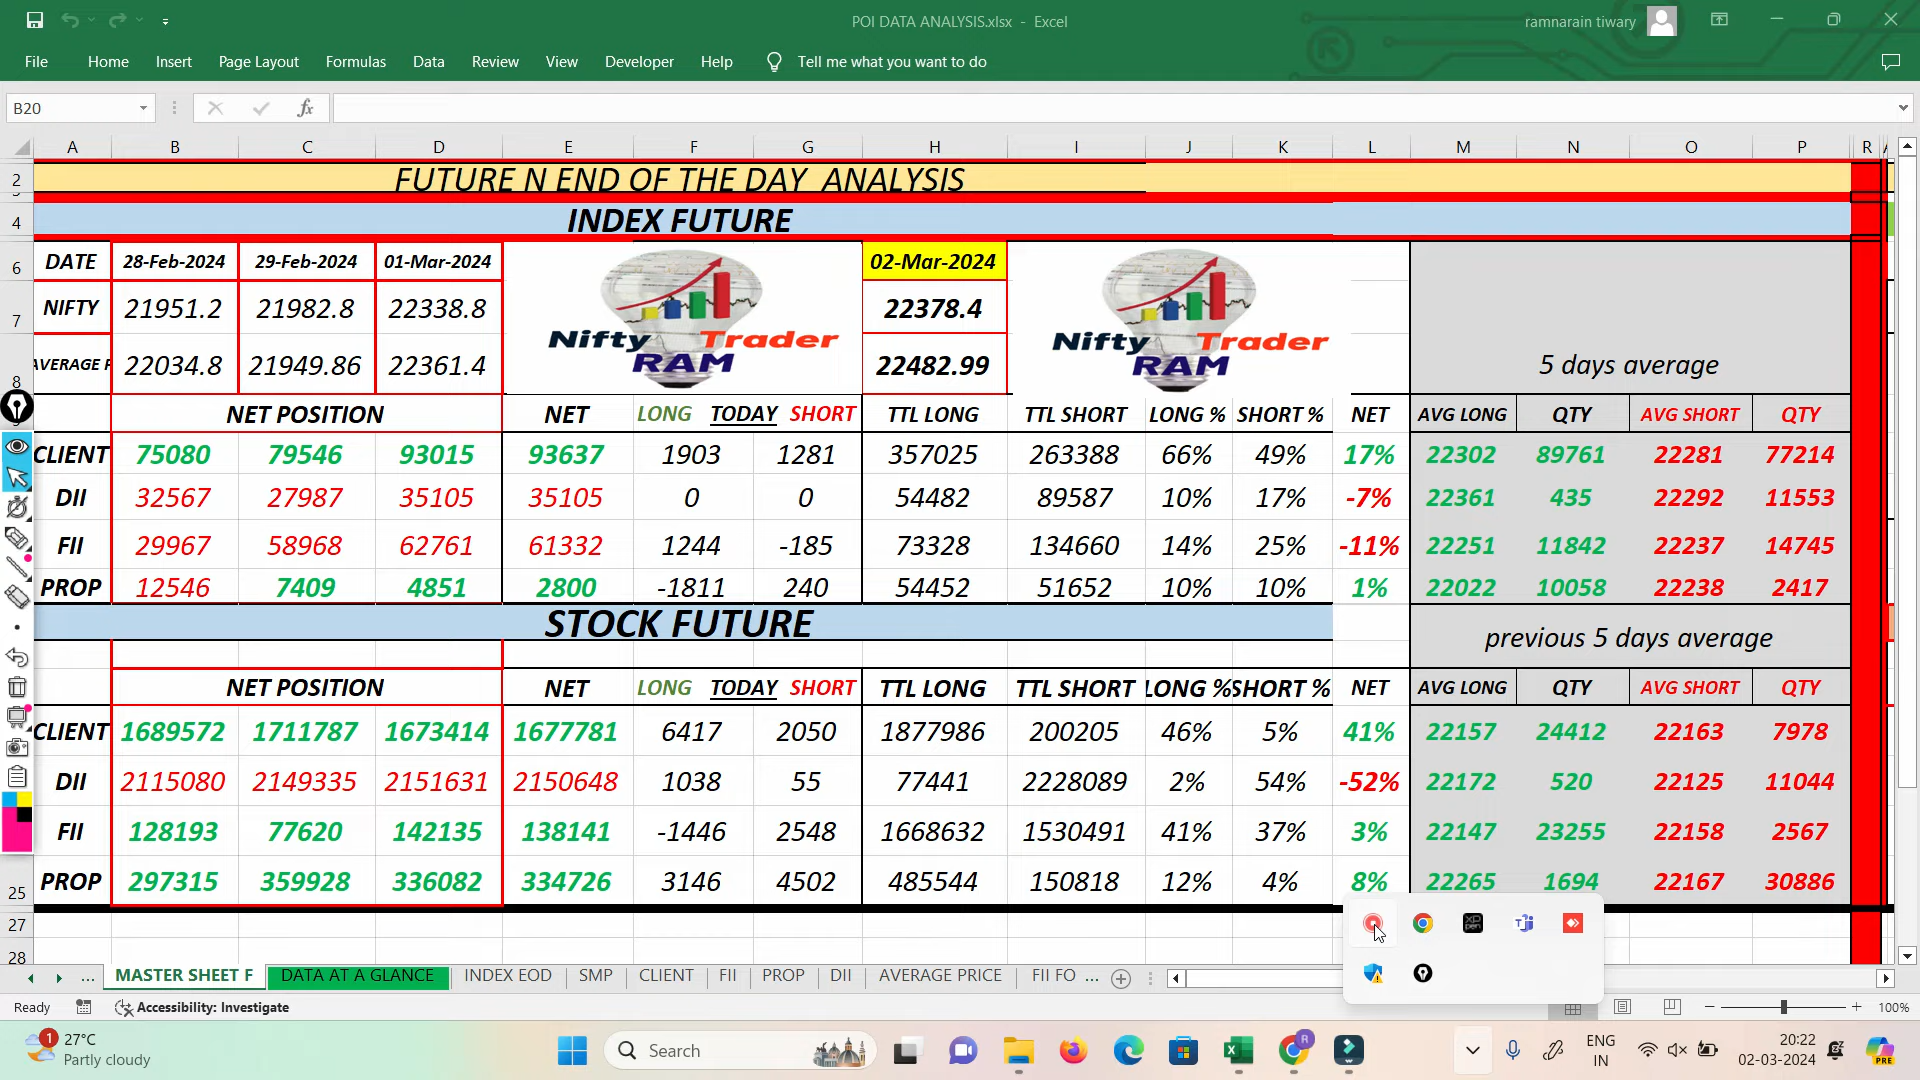 POI DATA ANALYSIS.xlsx - Excel
ramnarain tiwary
File Home Insert Page Layout Formulas Data Review View Developer Help Tell me what you want to do
B20 fx
A B C D E F G H I J K L M N O P R
2 FUTURE N END OF THE DAY ANALYSIS
4 INDEX FUTURE
6 DATE 28-Feb-2024 29-Feb-2024 01-Mar-2024 02-Mar-2024
7 NIFTY 21951.2 21982.8 22338.8 22378.4
Nifty Trader
RAM
Nifty Trader
RAM
8 AVERAGE 22034.8 21949.86 22361.4 22482.99 5 days average
NET POSITION NET LONG TODAY SHORT TTL LONG TTL SHORT LONG % SHORT % NET AVG LONG QTY AVG SHORT QTY
CLIENT 75080 79546 93015 93637 1903 1281 357025 263388 66% 49% 17% 22302 89761 22281 77214
DII 32567 27987 35105 35105 0 0 54482 89587 10% 17% -7% 22361 435 22292 11553
FII 29967 58968 62761 61332 1244 -185 73328 134660 14% 25% -11% 22251 11842 22237 14745
PROP 12546 7409 4851 2800 -1811 240 54452 51652 10% 10% 1% 22022 10058 22238 2417
STOCK FUTURE previous 5 days average
NET POSITION NET LONG TODAY SHORT TTL LONG TTL SHORT LONG % SHORT % NET AVG LONG QTY AVG SHORT QTY
CLIENT 1689572 1711787 1673414 1677781 6417 2050 1877986 200205 46% 5% 41% 22157 24412 22163 7978
DII 2115080 2149335 2151631 2150648 1038 55 77441 2228089 2% 54% -52% 22172 520 22125 11044
FII 128193 77620 142135 138141 -1446 2548 1668632 1530491 41% 37% 3% 22147 23255 22158 2567
25 PROP 297315 359928 336082 334726 3146 4502 485544 150818 12% 4% 8% 22265 1694 22167 30886
27
28
... MASTER SHEET F DATA AT A GLANCE INDEX EOD SMP CLIENT FII PROP DII AVERAGE PRICE FII FO ...
Ready Accessibility: Investigate 100%
1 27°C
Partly cloudy
Search
ENG
IN
20:22
02-03-2024
PRE